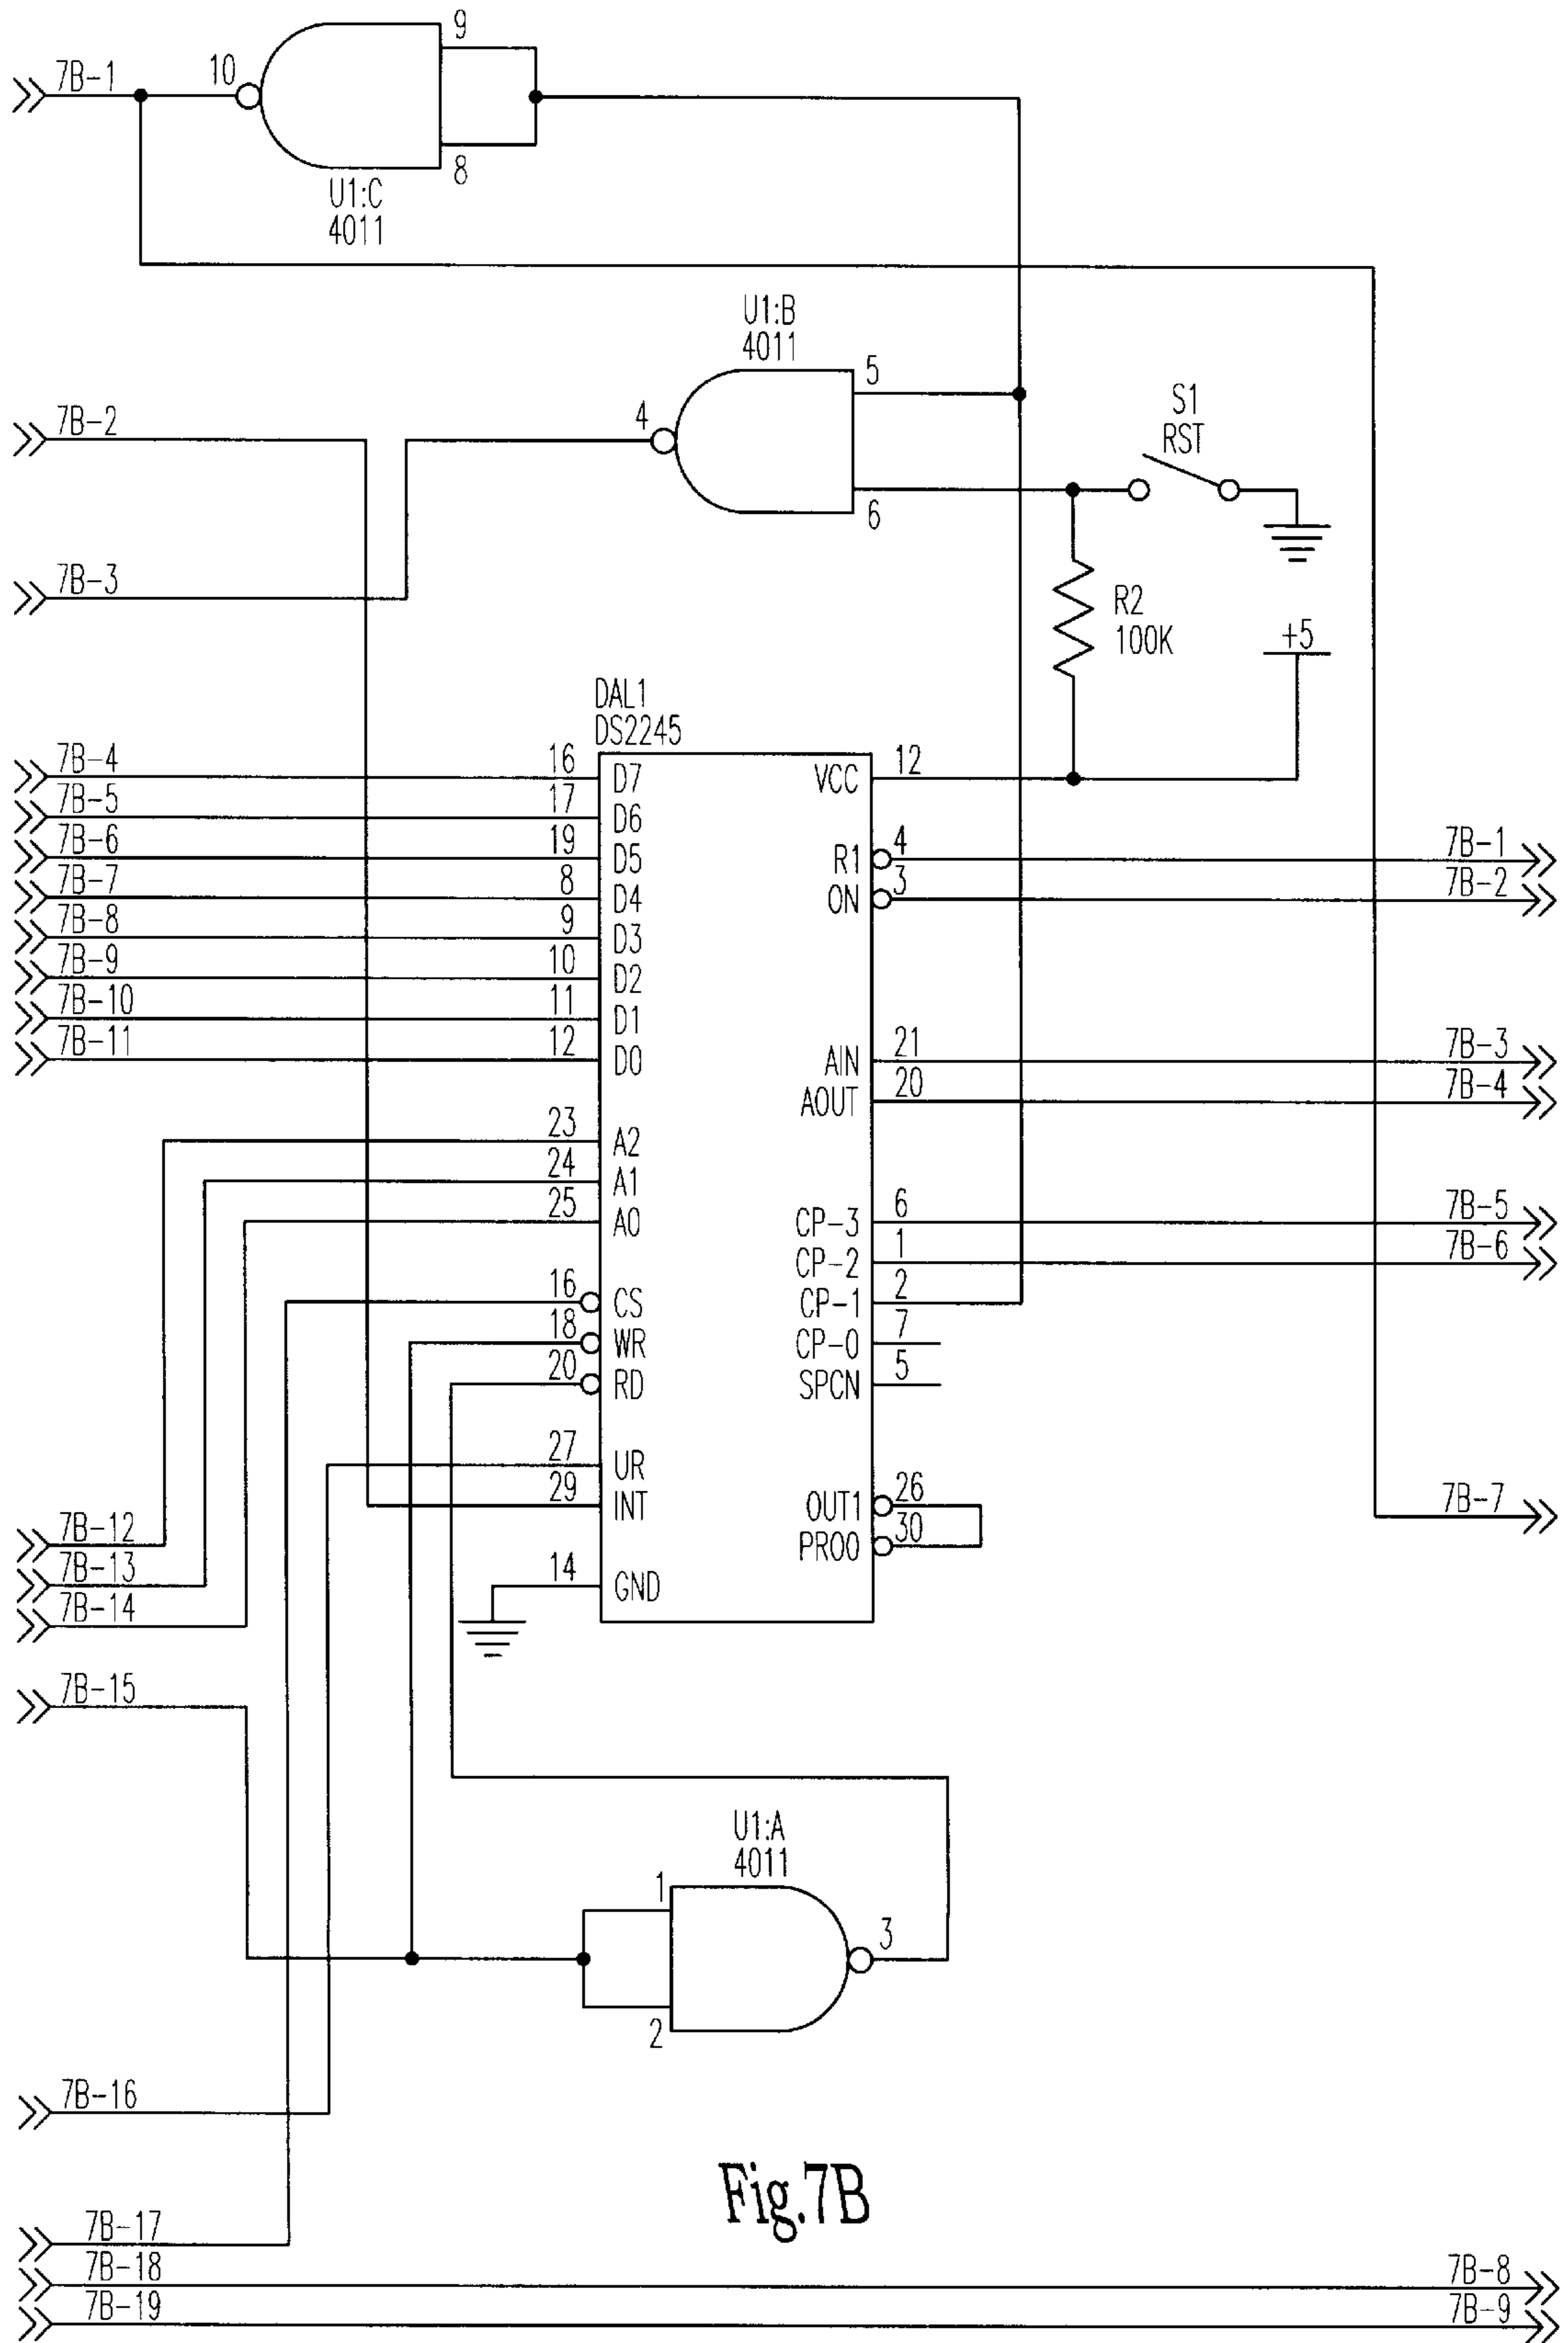 7B-1
10
9
8
U1:C
4011
U1:B
4011
7B-2
4
5
6
S1
RST
7B-3
R2
100K
+5
DAL1
DS2245
7B-4
16
D7
VCC
12
7B-5
17
D6
7B-6
19
D5
R1
4
7B-1
7B-7
8
D4
ON
3
7B-2
7B-8
9
D3
7B-9
10
D2
7B-10
11
D1
7B-11
12
D0
AIN
21
7B-3
AOUT
20
7B-4
23
A2
24
A1
25
A0
CP-3
6
7B-5
CP-2
1
7B-6
16
CS
CP-1
2
18
WR
CP-0
7
20
RD
SPCN
5
27
UR
29
INT
OUT1
26
7B-7
PRO0
30
7B-12
7B-13
14
GND
7B-14
7B-15
U1:A
4011
1
3
2
7B-16
Fig.7B
7B-17
7B-18
7B-8
7B-19
7B-9